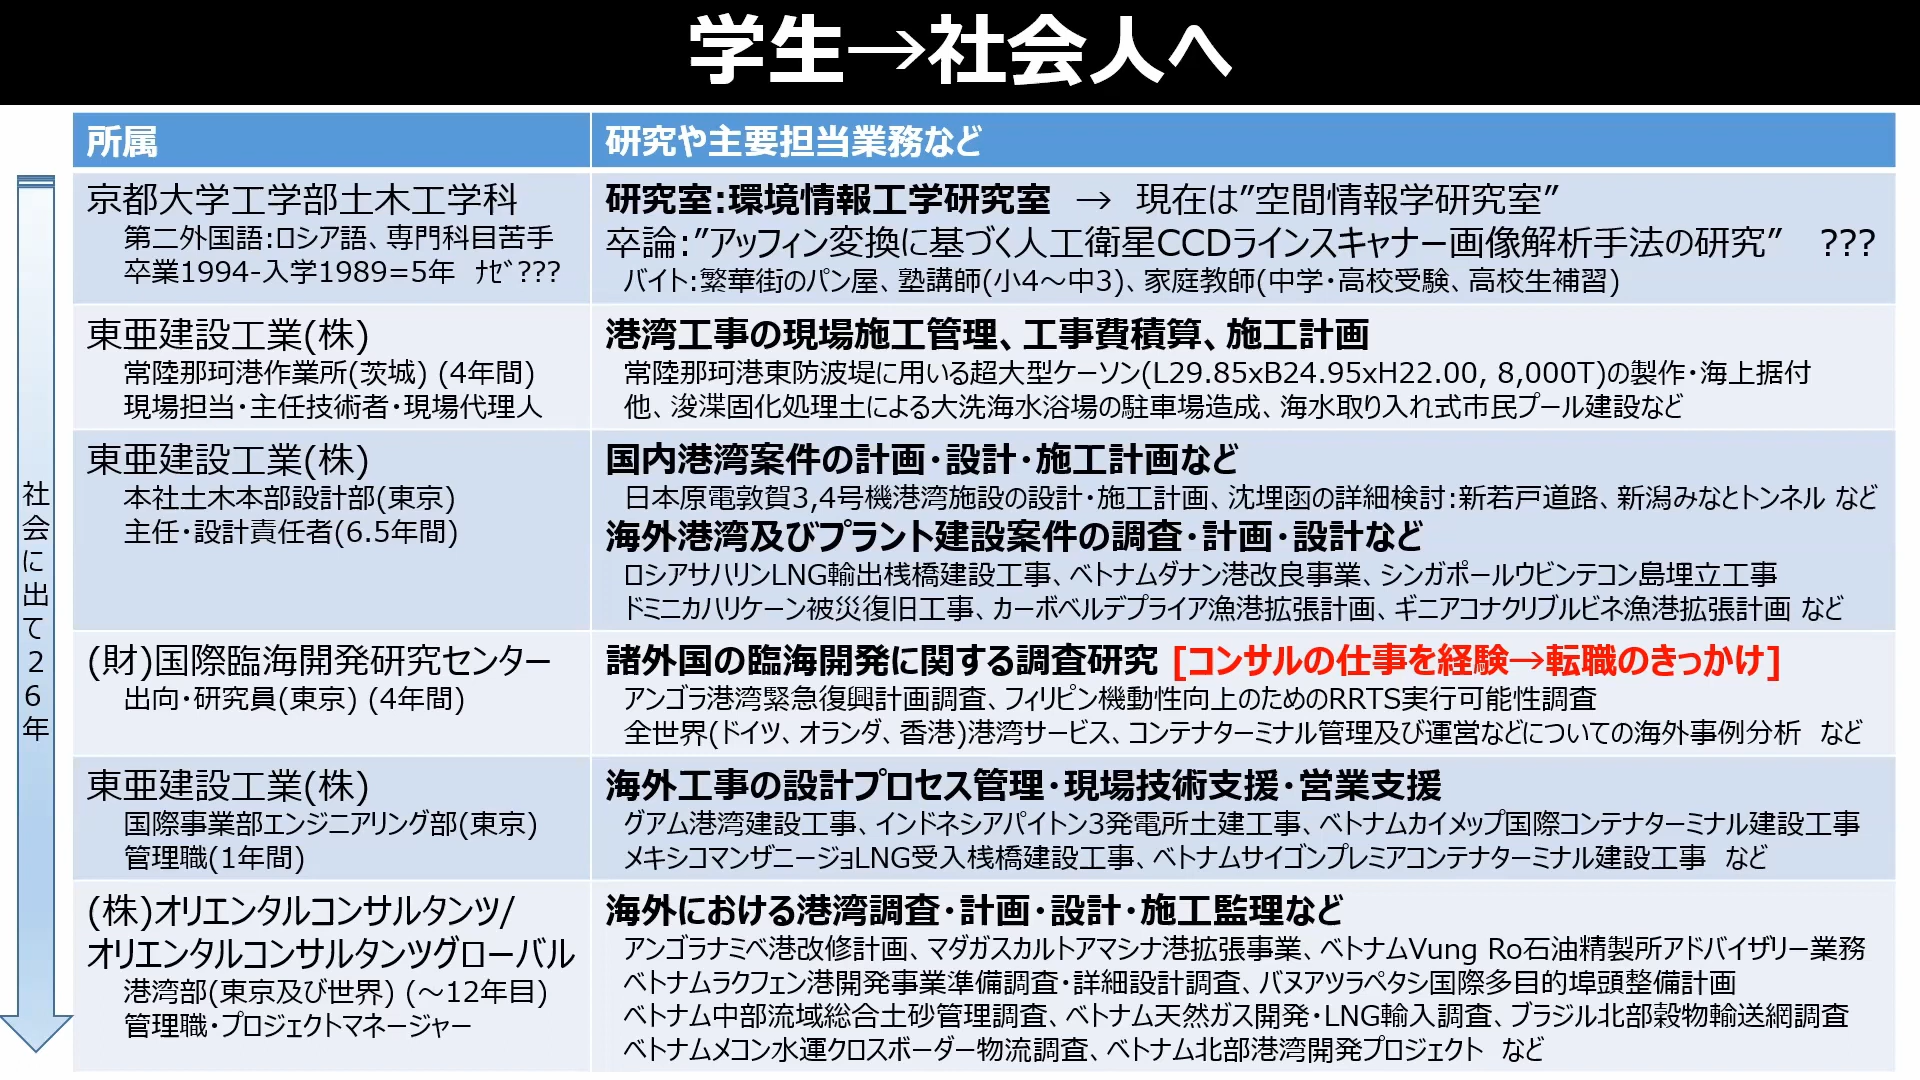 学生→社会人へ
所属
研究や主要担当業務など
京都大学工学部土木工学科
第二外国語:ロシア語、専門科目苦手
卒業1994-入学1989=5年 ﾅｾﾞ???
研究室:環境情報工学研究室 → 現在は”空間情報学研究室”
卒論:”アッフィン変換に基づく人工衛星CCDラインスキャナー画像解析手法の研究” ???
バイト:繁華街のパン屋、塾講師(小4～中3)、家庭教師(中学・高校受験、高校生補習)
東亜建設工業(株)
常陸那珂港作業所(茨城) (4年間)
現場担当・主任技術者・現場代理人
港湾工事の現場施工管理、工事費積算、施工計画
常陸那珂港東防波堤に用いる超大型ケーソン(L29.85xB24.95xH22.00, 8,000T)の製作・海上据付
他、浚渫固化処理土による大洗海水浴場の駐車場造成、海水取り入れ式市民プール建設など
東亜建設工業(株)
本社土木本部設計部(東京)
主任・設計責任者(6.5年間)
国内港湾案件の計画・設計・施工計画など
日本原電敦賀3,4号機港湾施設の設計・施工計画、沈埋函の詳細検討:新若戸道路、新潟みなとトンネル など
海外港湾及びプラント建設案件の調査・計画・設計など
ロシアサハリンLNG輸出桟橋建設工事、ベトナムダナン港改良事業、シンガポールウビンテコン島埋立工事
ドミニカハリケーン被災復旧工事、カーボベルデプライア漁港拡張計画、ギニアコナクリブルビネ漁港拡張計画 など
(財)国際臨海開発研究センター
出向・研究員(東京) (4年間)
諸外国の臨海開発に関する調査研究 [コンサルの仕事を経験→転職のきっかけ]
アンゴラ港湾緊急復興計画調査、フィリピン機動性向上のためのRRTS実行可能性調査
全世界(ドイツ、オランダ、香港)港湾サービス、コンテナターミナル管理及び運営などについての海外事例分析 など
東亜建設工業(株)
国際事業部エンジニアリング部(東京)
管理職(1年間)
海外工事の設計プロセス管理・現場技術支援・営業支援
グアム港湾建設工事、インドネシアパイトン3発電所土建工事、ベトナムカイメップ国際コンテナターミナル建設工事
メキシコマンザニージョLNG受入桟橋建設工事、ベトナムサイゴンプレミアコンテナターミナル建設工事 など
(株)オリエンタルコンサルタンツ/
オリエンタルコンサルタンツグローバル
港湾部(東京及び世界) (～12年目)
管理職・プロジェクトマネージャー
海外における港湾調査・計画・設計・施工監理など
アンゴラナミベ港改修計画、マダガスカルトアマシナ港拡張事業、ベトナムVung Ro石油精製所アドバイザリー業務
ベトナムラクフェン港開発事業準備調査・詳細設計調査、バヌアツラペタシ国際多目的埠頭整備計画
ベトナム中部流域総合土砂管理調査、ベトナム天然ガス開発・LNG輸入調査、ブラジル北部穀物輸送網調査
ベトナムメコン水運クロスボーダー物流調査、ベトナム北部港湾開発プロジェクト など
社会に出て26年